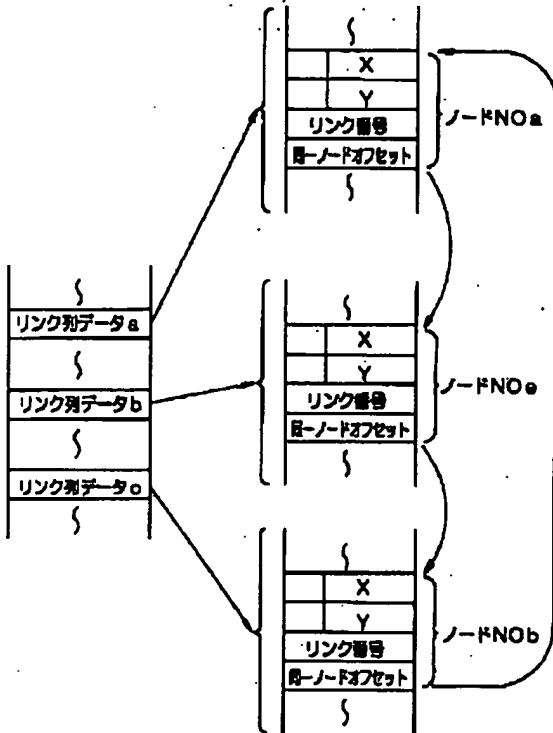 X
Y
リンク番号
同一ノードオフセット
ノードNOa
リンク列データa
リンク列データb
リンク列データc
X
Y
リンク番号
同一ノードオフセット
ノードNOe
X
Y
リンク番号
同一ノードオフセット
ノードNOb